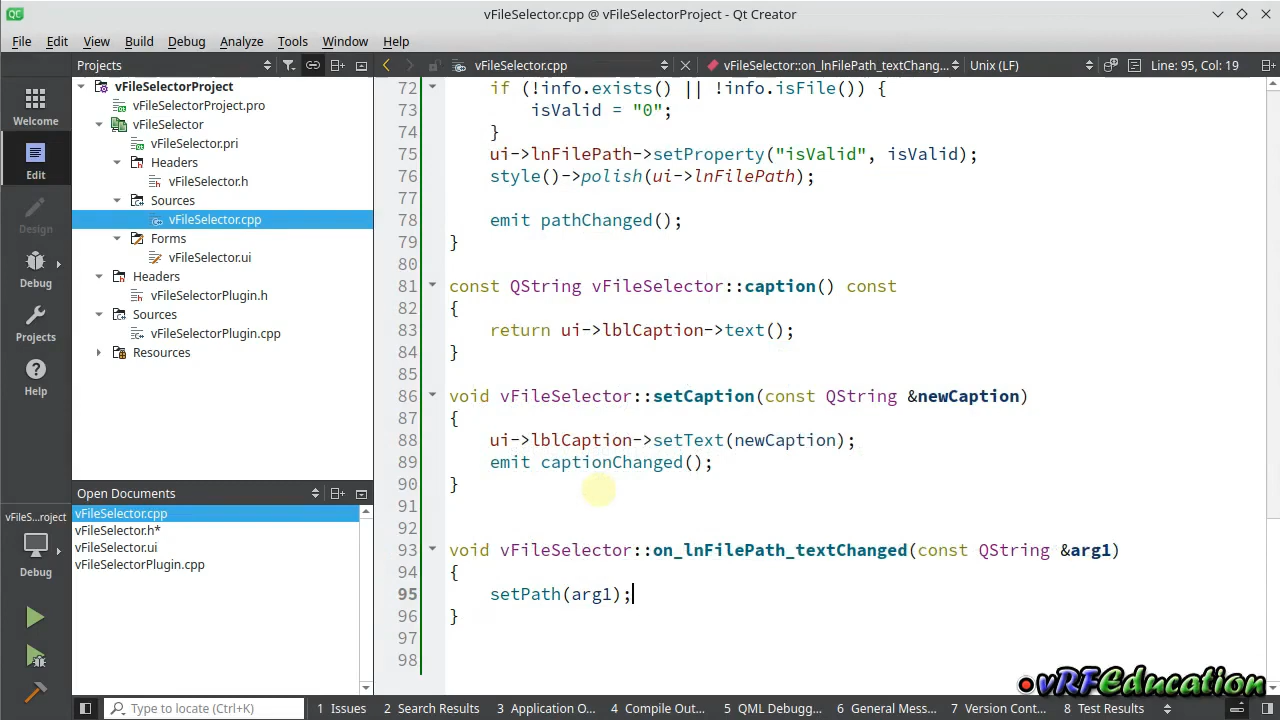 QC
vFileSelector.cpp @ vFileSelectorProject - Qt Creator
File Edit View Build Debug Analyze Tools Window Help
Projects
vFileSelector.cpp
vFileSelector::on_lnFilePath_textChang...
Unix (LF)
Line: 95, Col: 19
Welcome
Edit
Design
Debug
Projects
Help
vFileS...roject
Debug
vFileSelectorProject
vFileSelectorProject.pro
vFileSelector
vFileSelector.pri
Headers
vFileSelector.h
Sources
vFileSelector.cpp
Forms
vFileSelector.ui
Headers
vFileSelectorPlugin.h
Sources
vFileSelectorPlugin.cpp
Resources
Open Documents
vFileSelector.cpp
vFileSelector.h*
vFileSelector.ui
vFileSelectorPlugin.cpp
72 if (!info.exists() || !info.isFile()) {
73 isValid = "0";
74 }
75 ui->lnFilePath->setProperty("isValid", isValid);
76 style()->polish(ui->lnFilePath);
77
78 emit pathChanged();
79 }
80
81 const QString vFileSelector::caption() const
82 {
83 return ui->lblCaption->text();
84 }
85
86 void vFileSelector::setCaption(const QString &newCaption)
87 {
88 ui->lblCaption->setText(newCaption);
89 emit captionChanged();
90 }
91
92
93 void vFileSelector::on_lnFilePath_textChanged(const QString &arg1)
94 {
95 setPath(arg1);
96 }
97
98
vRFEducation
Type to locate (Ctrl+K)
1 Issues 2 Search Results 3 Application O... 4 Compile Out... 5 QML Debugg... 6 General Mess... 7 Version Cont... 8 Test Results